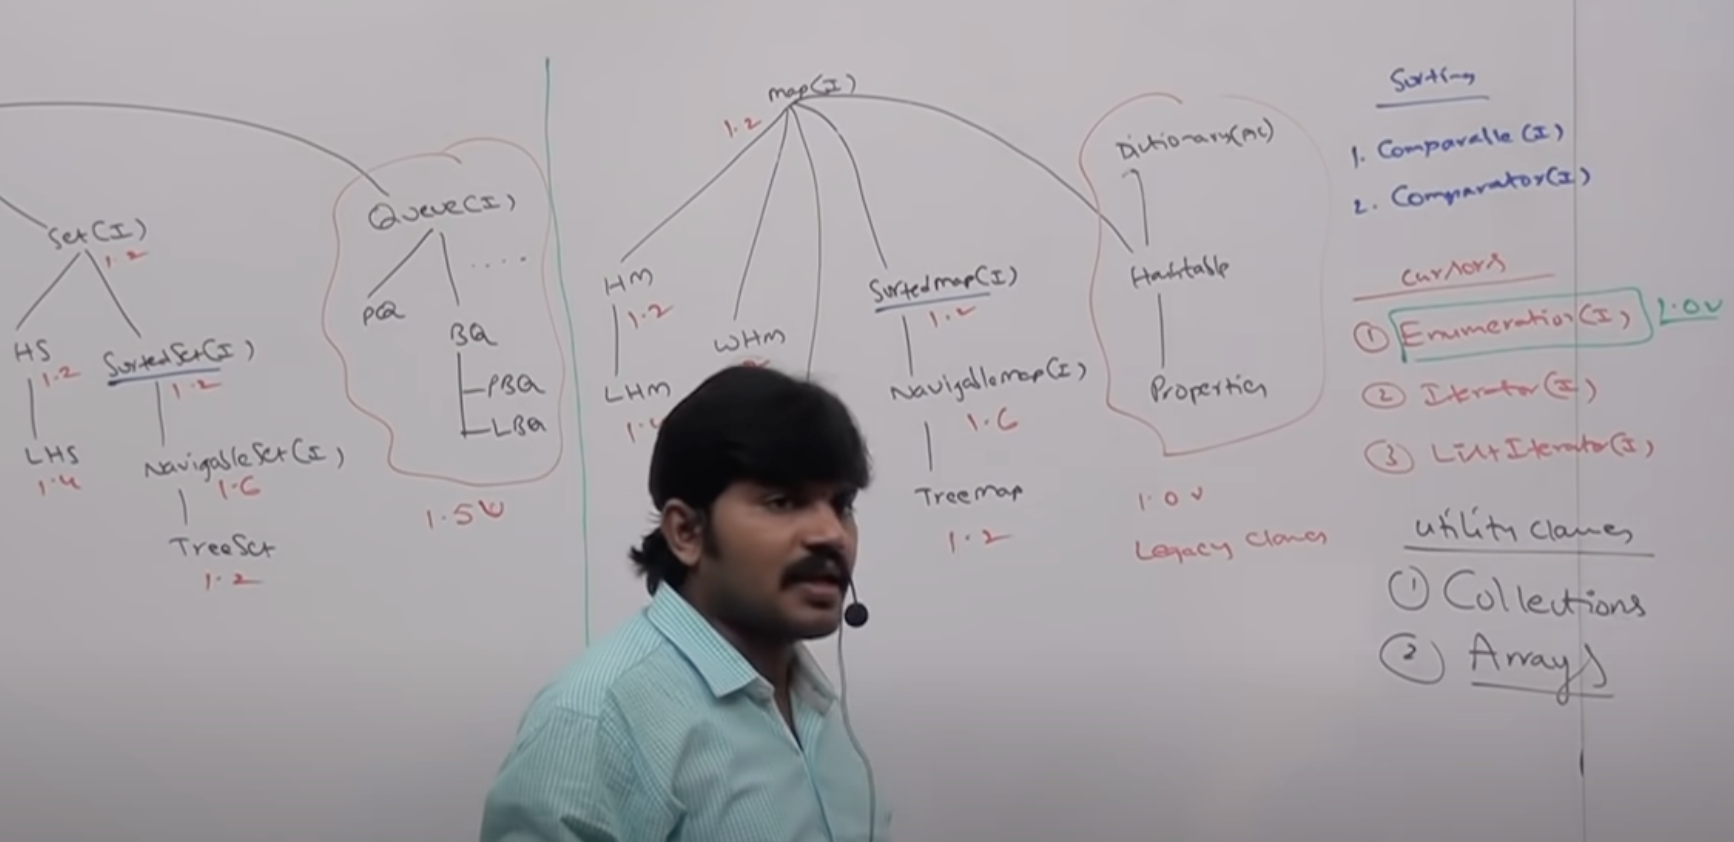 Set(I)
1.2
HS
1.2
LHS
1.4
SortedSet(I)
1.2
NavigableSet(I)
1.6
TreeSet
1.2
Queue(I)
PQ
....
BQ
PBQ
LBQ
1.5V
map(I)
1.2
HM
1.2
LHM
WHM
Sortedmap(I)
1.2
Navigablemap(I)
1.6
Treemap
1.2
Dictionary(AC)
Hashtable
Properties
1.0 V
Legacy Classes
Sorting
1. Comparable (I)
2. Comparator(I)
Cursors
① Enumeration(I) 1.0V
② Iterator(I)
③ ListIterator(I)
utility classes
① Collections
② Arrays